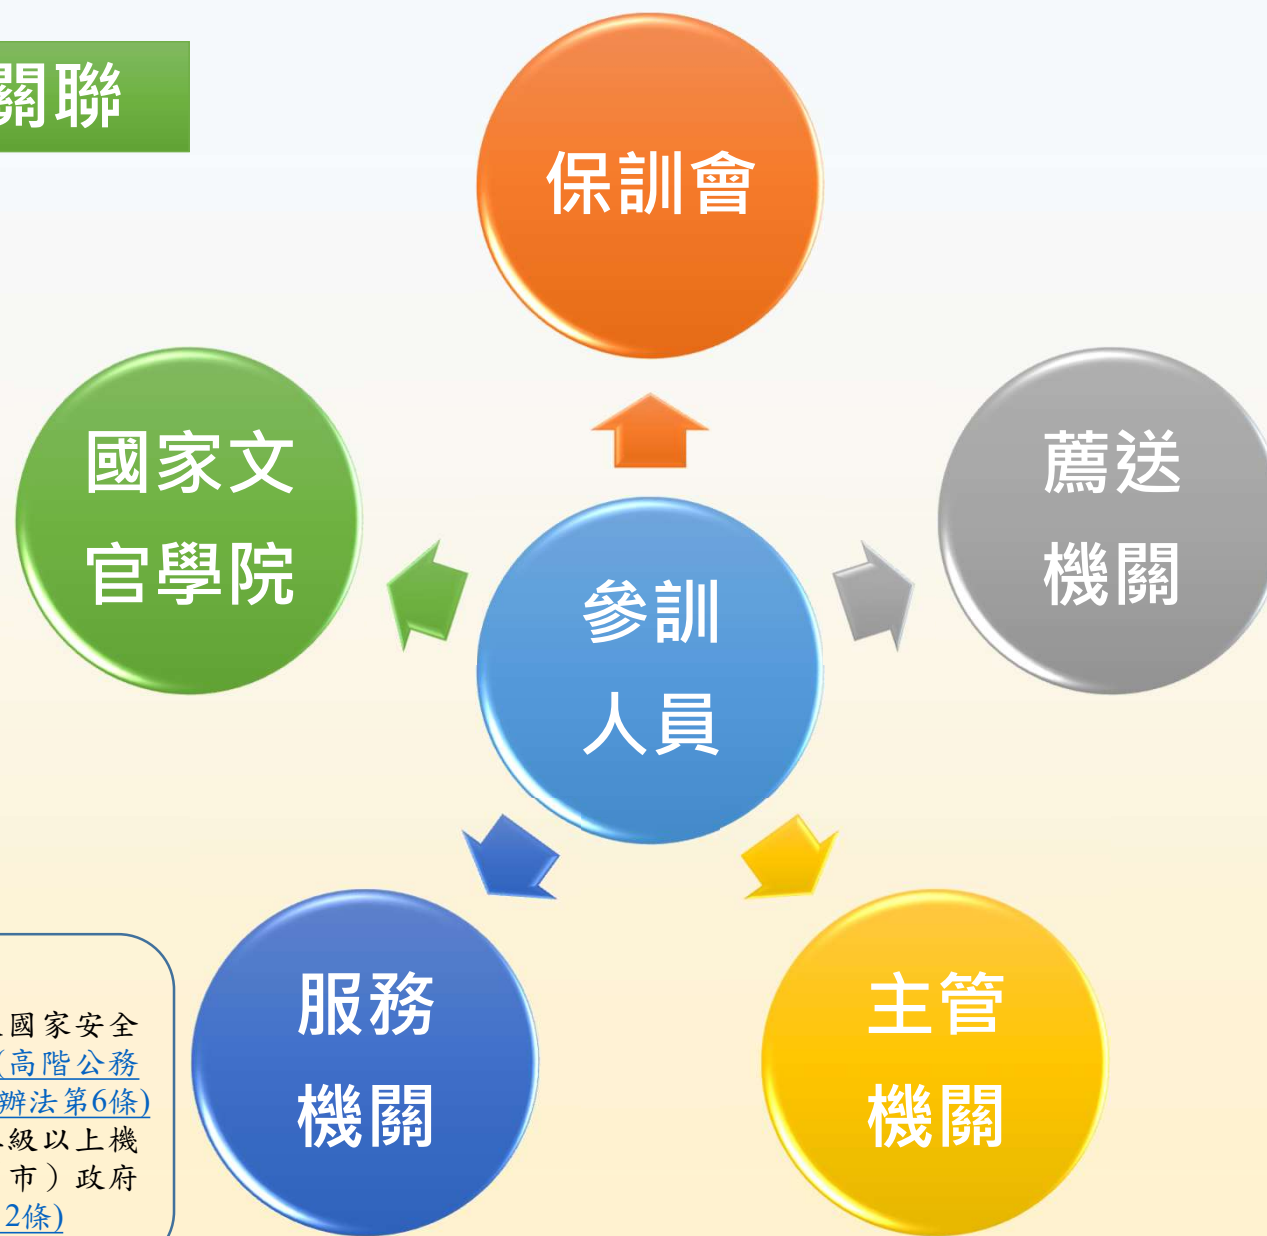 關聯
保訓會
國家文
官學院
薦送
機關
參訓
人員
服務
機關
主管
機關
國家安全
(高階公務
辦法第6條)
級以上機
市）政府
2條)